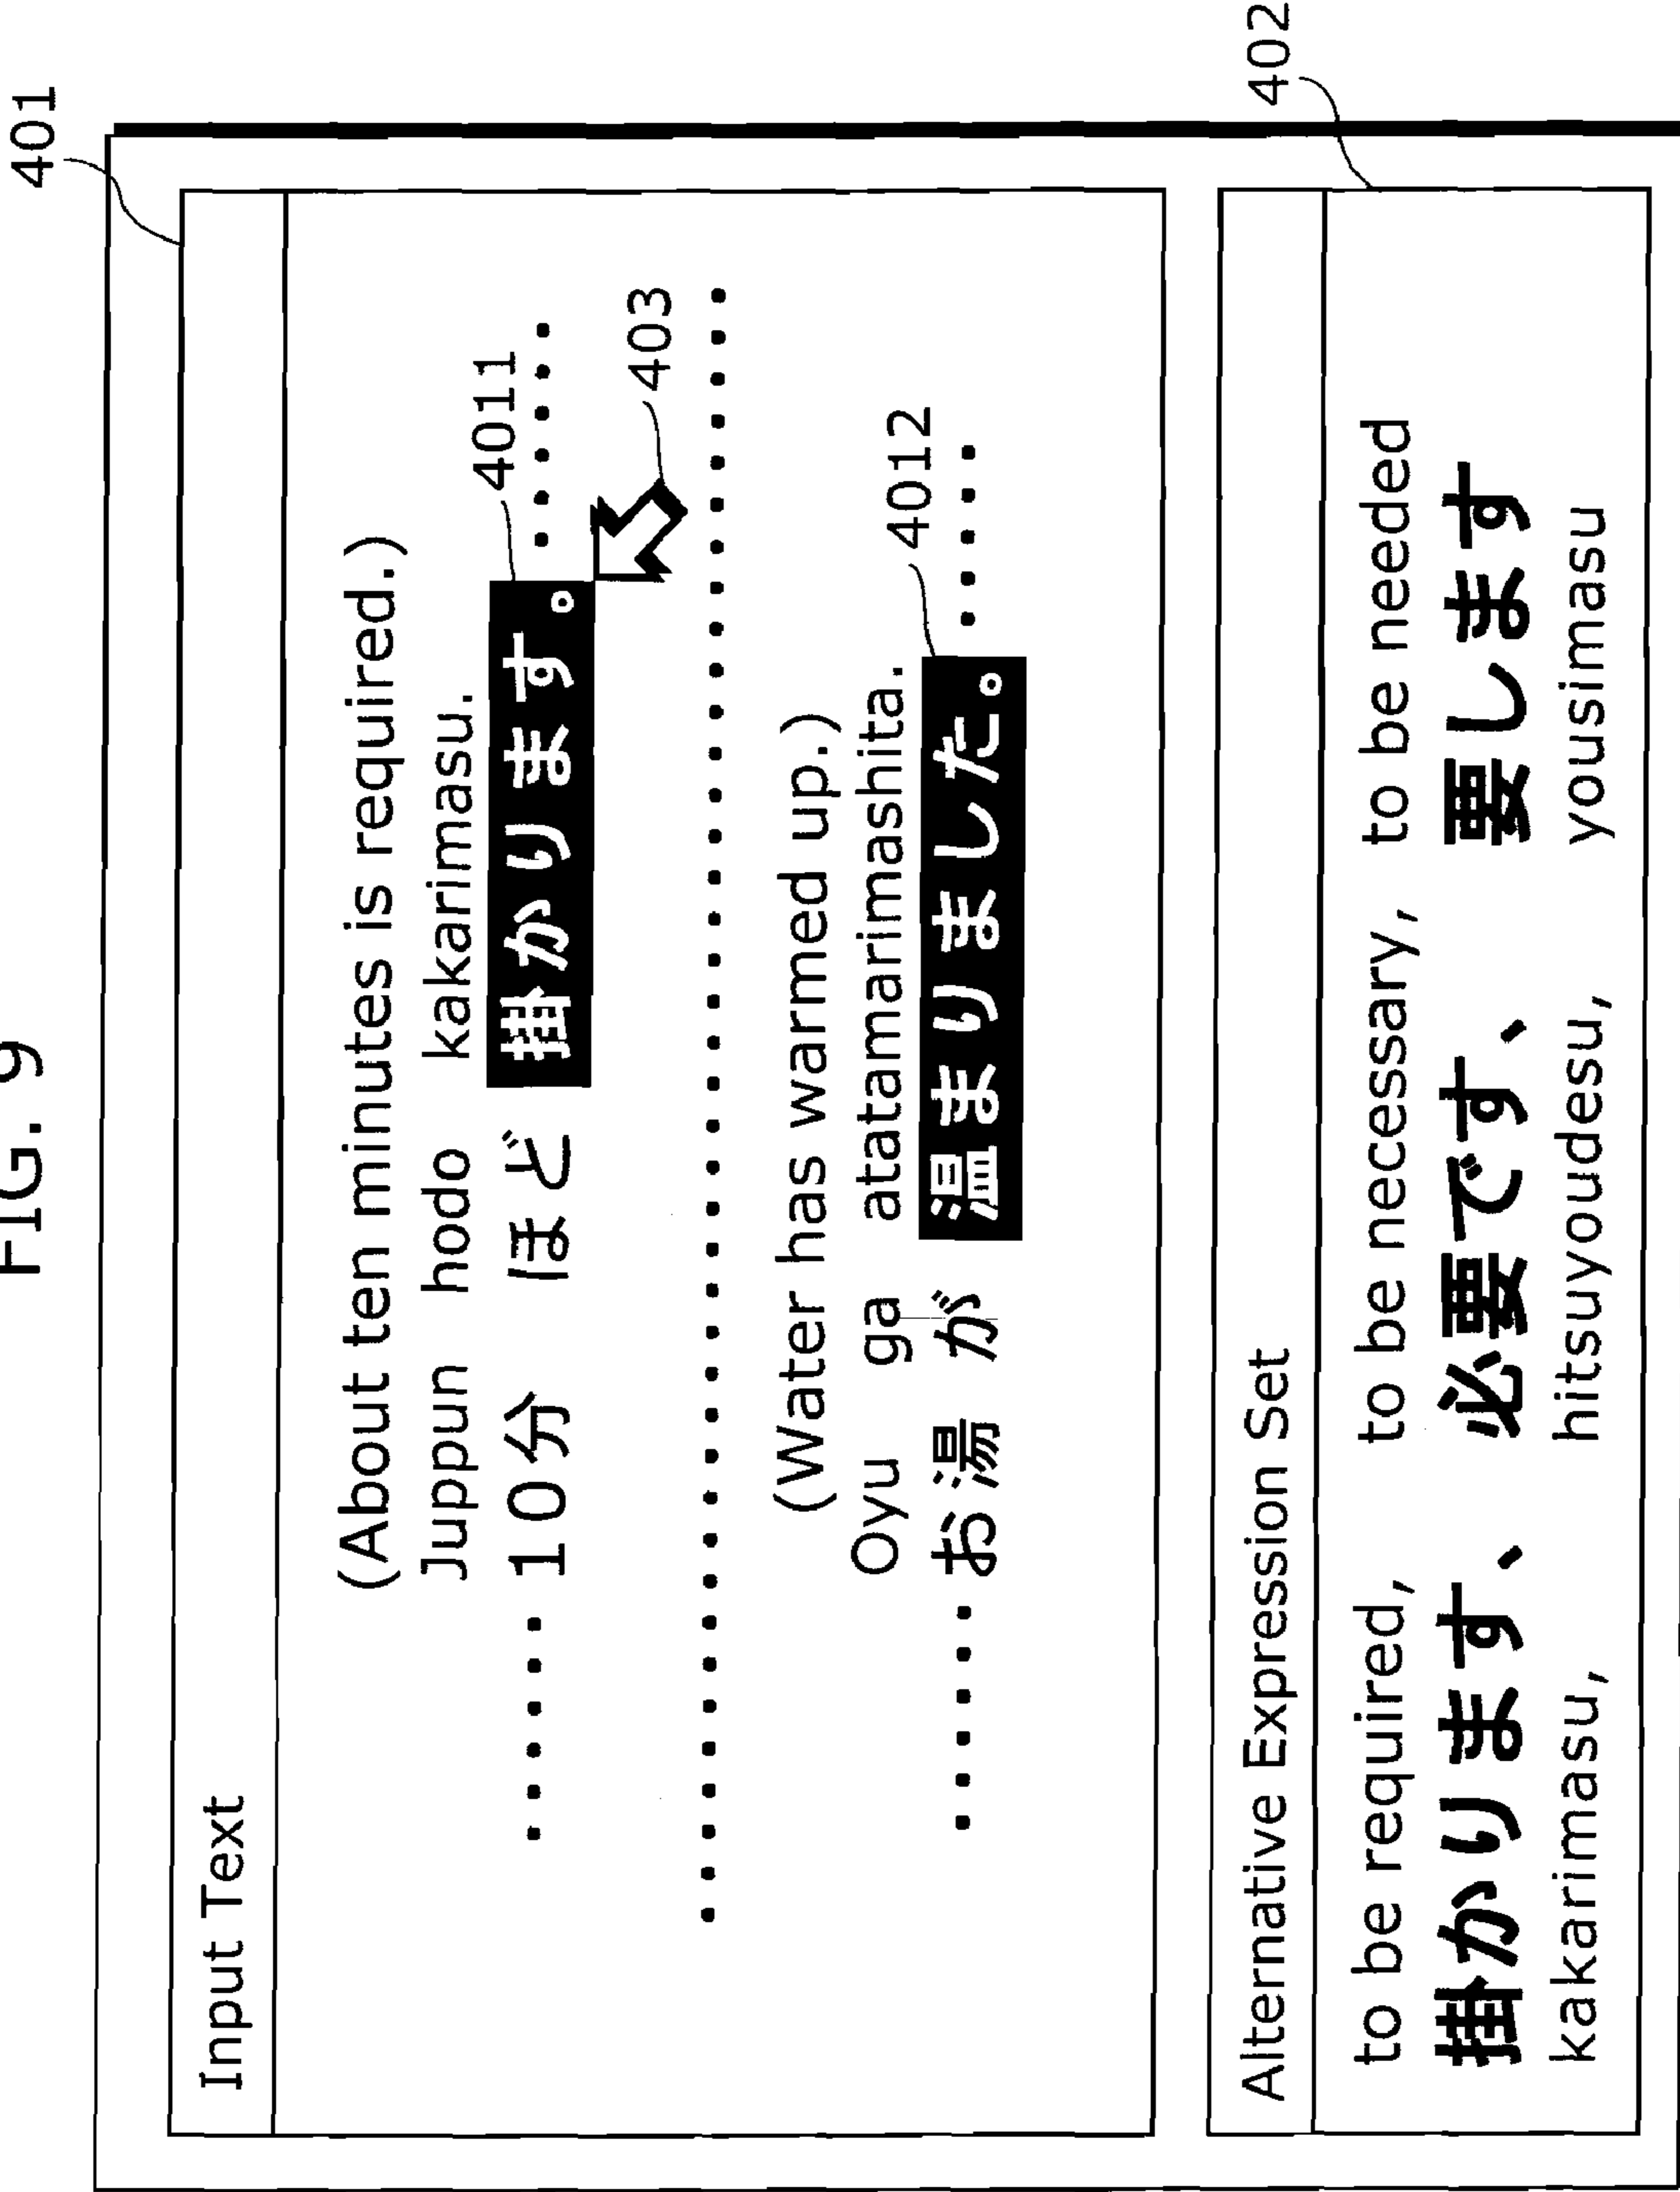 FIG. 9
401
Input Text
(About ten minutes is required.)
Juppun hodo kakarimasu.
4011
・・・・・・10分 ほど 掛かります。・・・・・・
403
・・・・・・・・・・・・・・・・・・・・・・・・・・・・・・・・・・・・・・・・
(Water has warmed up.)
Oyu ga atatamarimashita.
4012
・・・・・・お湯 が 温まりました。・・・・・
402
Alternative Expression Set
to be required, to be necessary, to be needed
掛かります、必要です、要します
kakarimasu, hitsuyoudesu, yousimasu